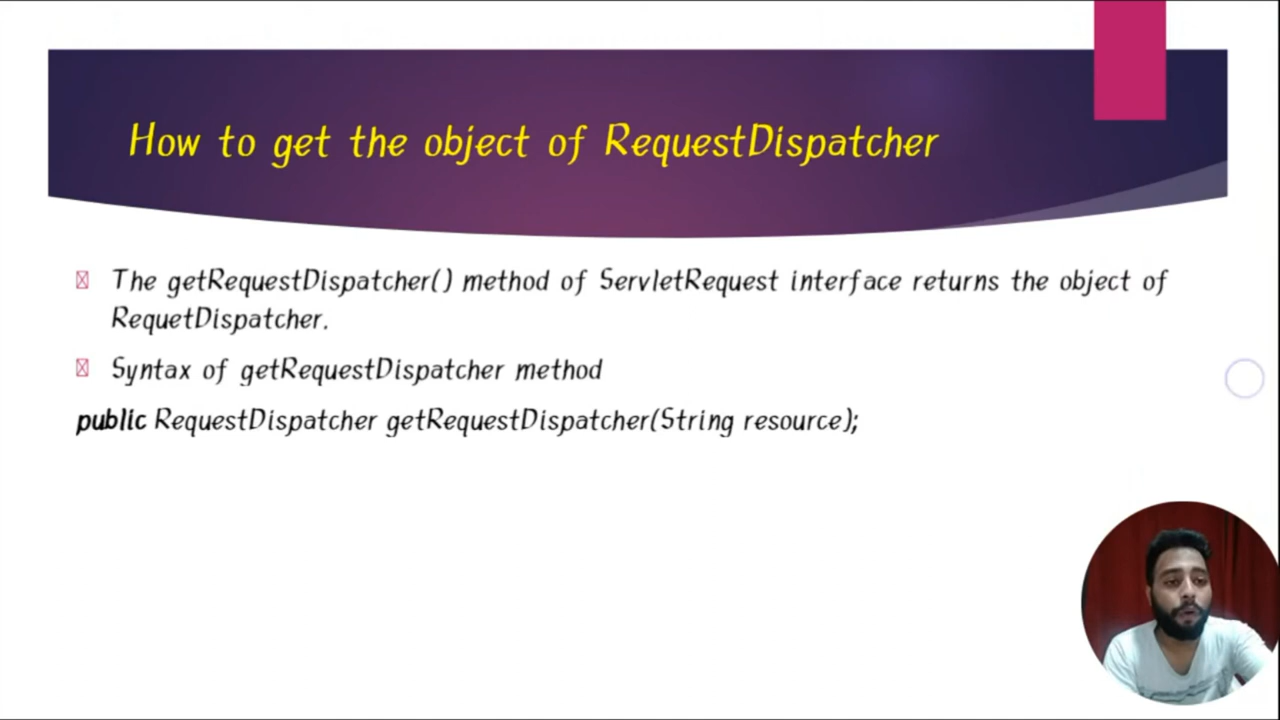 How to get the object of RequestDispatcher
The getRequestDispatcher() method of ServletRequest interface returns the object of
RequetDispatcher.
Syntax of getRequestDispatcher method
public RequestDispatcher getRequestDispatcher(String resource);